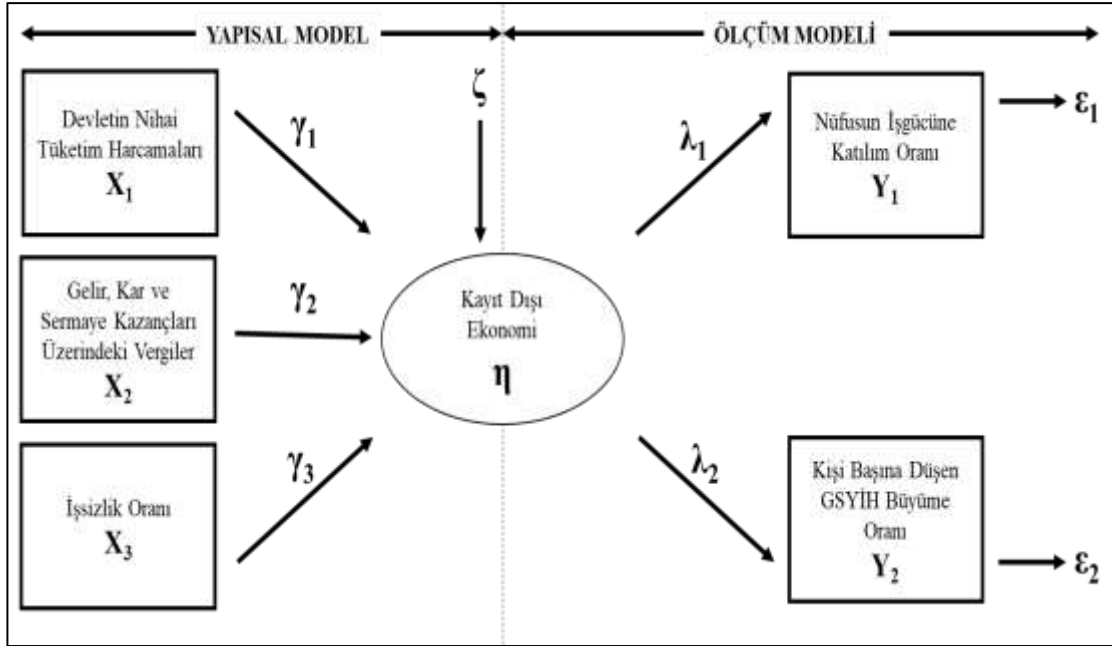 YAPISAL MODEL
ÖLÇÜM MODELİ
Devletin Nihai
Tüketim Harcamaları
X₁
γ₁
ζ
λ₁
Nüfusun İşgücüne
Katılım Oranı
Y₁
ε₁
Gelir, Kar ve
Sermaye Kazançları
Üzerindeki Vergiler
X₂
γ₂
Kayıt Dışı
Ekonomi
η
İşsizlik Oranı
X₃
γ₃
λ₂
Kişi Başına Düşen
GSYİH Büyüme
Oranı
Y₂
ε₂